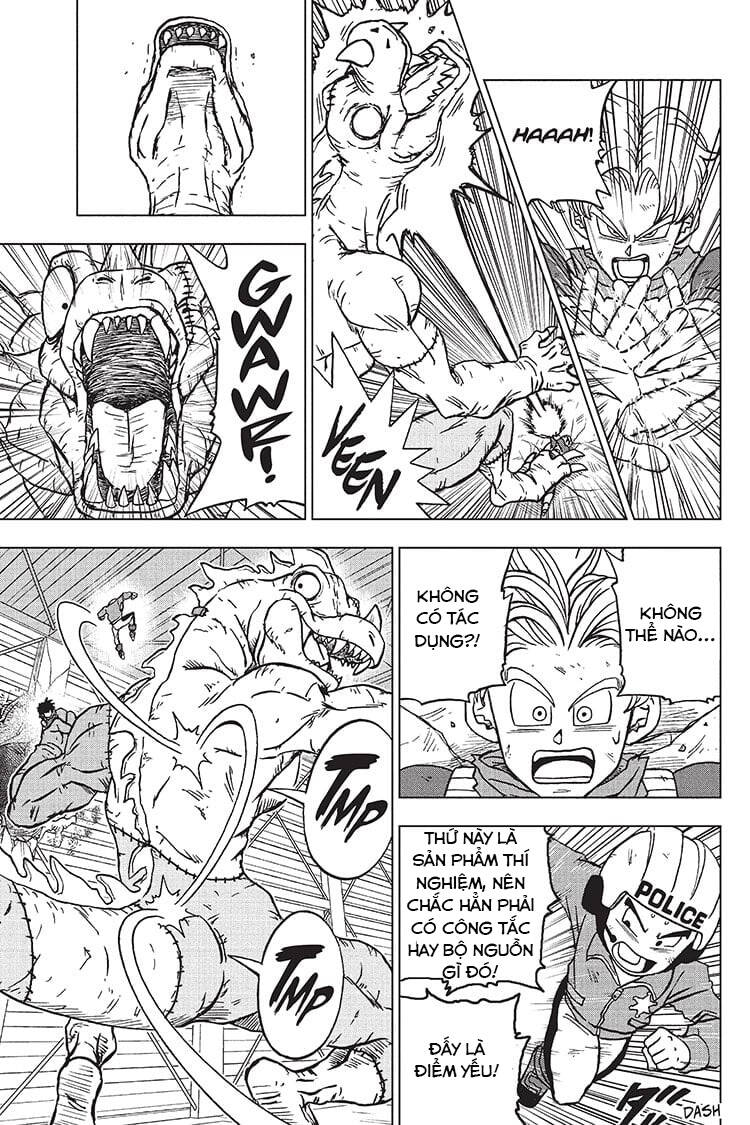 HAAAH!
VEEN
GWAWR!
KHÔNG
THỂ NÀO...
KHÔNG
CÓ TÁC
DỤNG?!
TMP
TMP
THỨ NÀY LÀ
SẢN PHẨM THÍ
NGHIỆM, NÊN
CHẮC HẲN PHẢI
CÓ CÔNG TẮC
HAY BỘ NGUỒN
GÌ ĐÓ!
POLICE
ĐẤY LÀ
ĐIỂM YẾU!
DASH